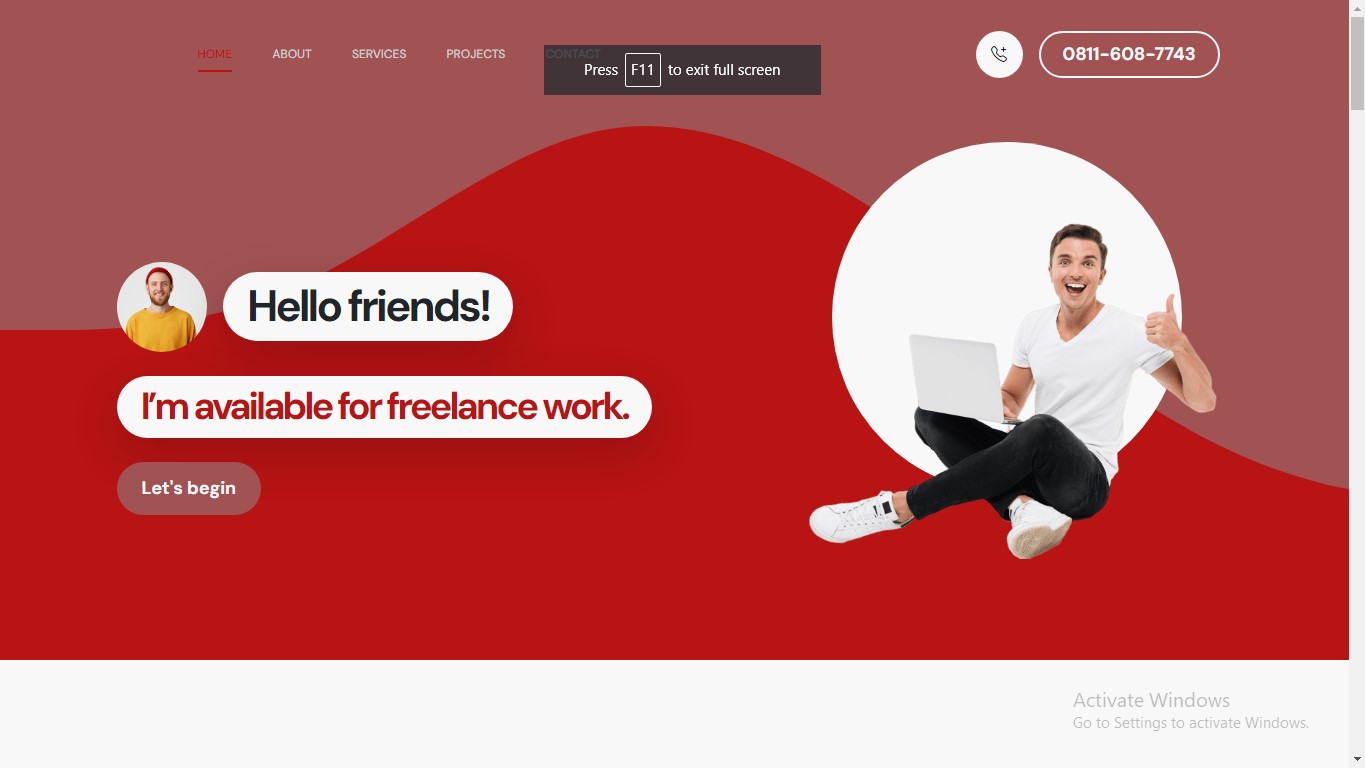 HOME ABOUT SERVICES PROJECTS CONTACT
0811-608-7743
Press F11 to exit full screen
Hello friends!
I'm available for freelance work.
Let's begin
Activate Windows
Go to Settings to activate Windows.